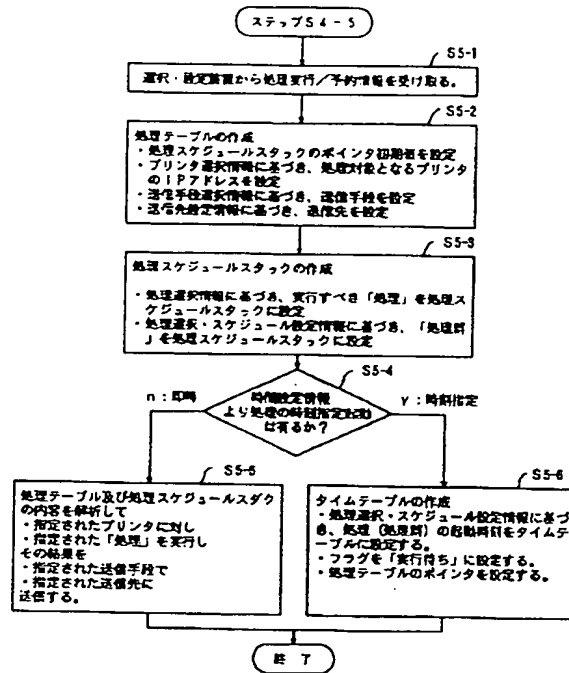 ステップS4-5
S5-1
選択・設定装置から処理実行／予約情報を受け取る。
S5-2
処理テーブルの作成
・処理スケジュールスタックのポインタ初期値を設定
・プリンタ選択情報に基づき、処理対象となるプリンタ
のIPアドレスを設定
・送信手段選択情報に基づき、送信手段を設定
・送信先設定情報に基づき、送信先を設定
S5-3
処理スケジュールスタックの作成
・処理選択情報に基づき、実行すべき「処理」を処理ス
ケジュールスタックに設定
・処理選択・スケジュール設定情報に基づき、「処理群
」を処理スケジュールスタックに設定
S5-4
時間設定情報
より処理の時刻指定起動
は有るか？
n：即時
y：時刻指定
S5-5
処理テーブル及び処理スケジュールスダク
の内容を解析して
・指定されたプリンタに対し
・指定された「処理」を実行し
その結果を
・指定された送信手段で
・指定された送信先に
送信する。
S5-6
タイムテーブルの作成
・処理選択・スケジュール設定情報に基づ
き、処理（処理群）の起動時刻をタイムテ
ーブルに設定する。
・フラグを「実行待ち」に設定する。
・処理テーブルのポインタを設定する。
終了